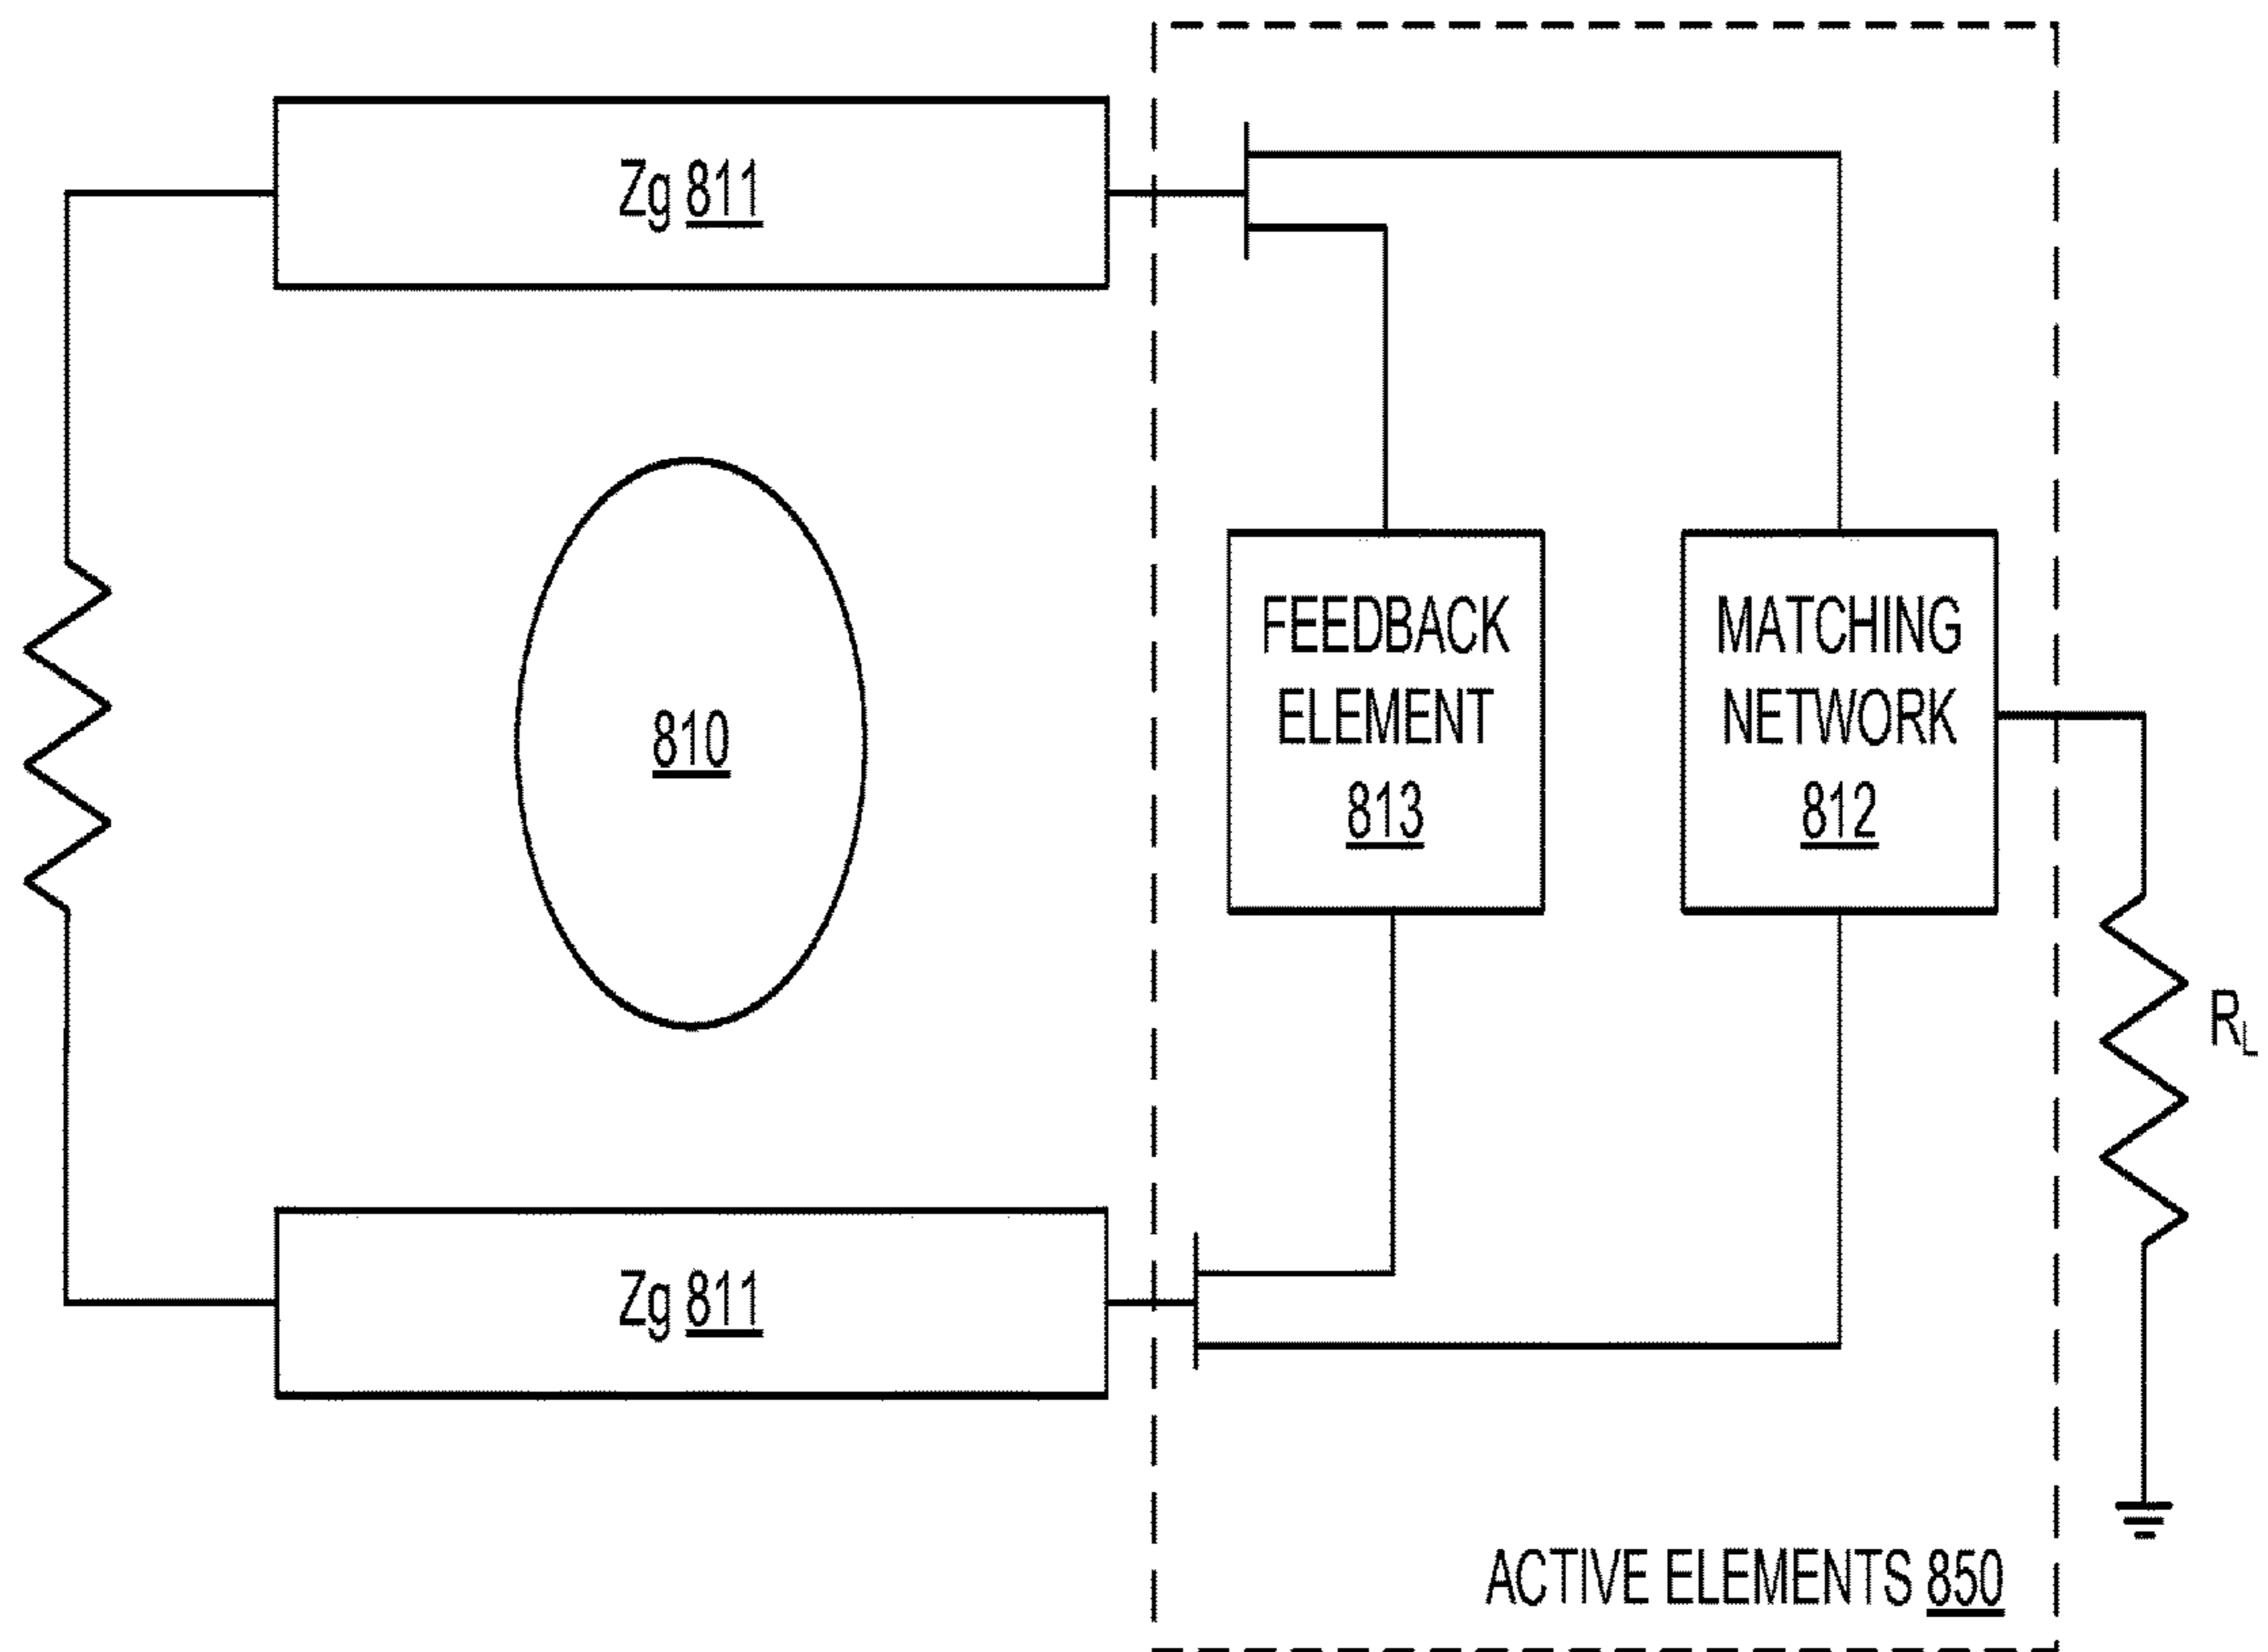 Zg 811
FEEDBACK
ELEMENT
813
MATCHING
NETWORK
812
810
RL
Zg 811
ACTIVE ELEMENTS 850